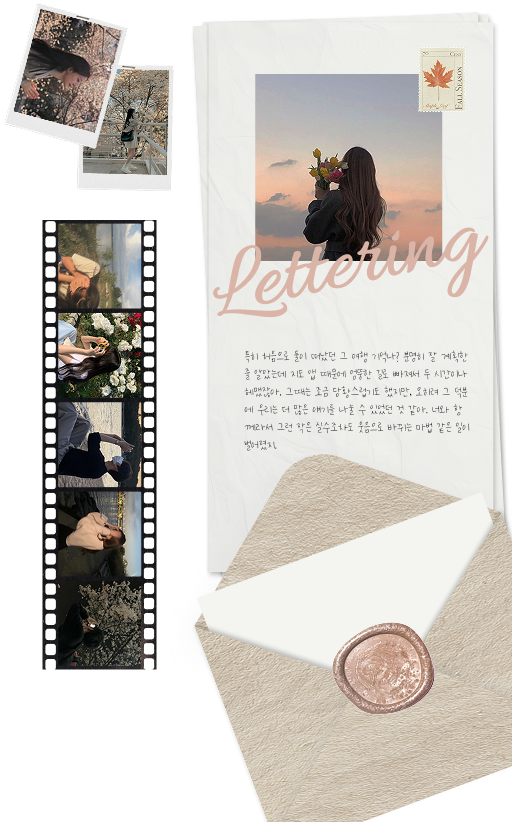 FALL SEASON
Lettering
특히 처음으로 둘이 떠났던 그 여행 기억나? 분명히 잘 계획한
줄 알았는데 지도 앱 때문에 엉뚱한 길로 빠져서 두 시간이나
헤맸잖아. 그때는 조금 당황스럽기도 했지만, 오히려 그 덕분
에 우리는 더 많은 얘기를 나눌 수 있었던 것 같아. 너와 함
께라서 그런 작은 실수조차도 웃음으로 바뀌는 마법 같은 일이
벌어졌지.